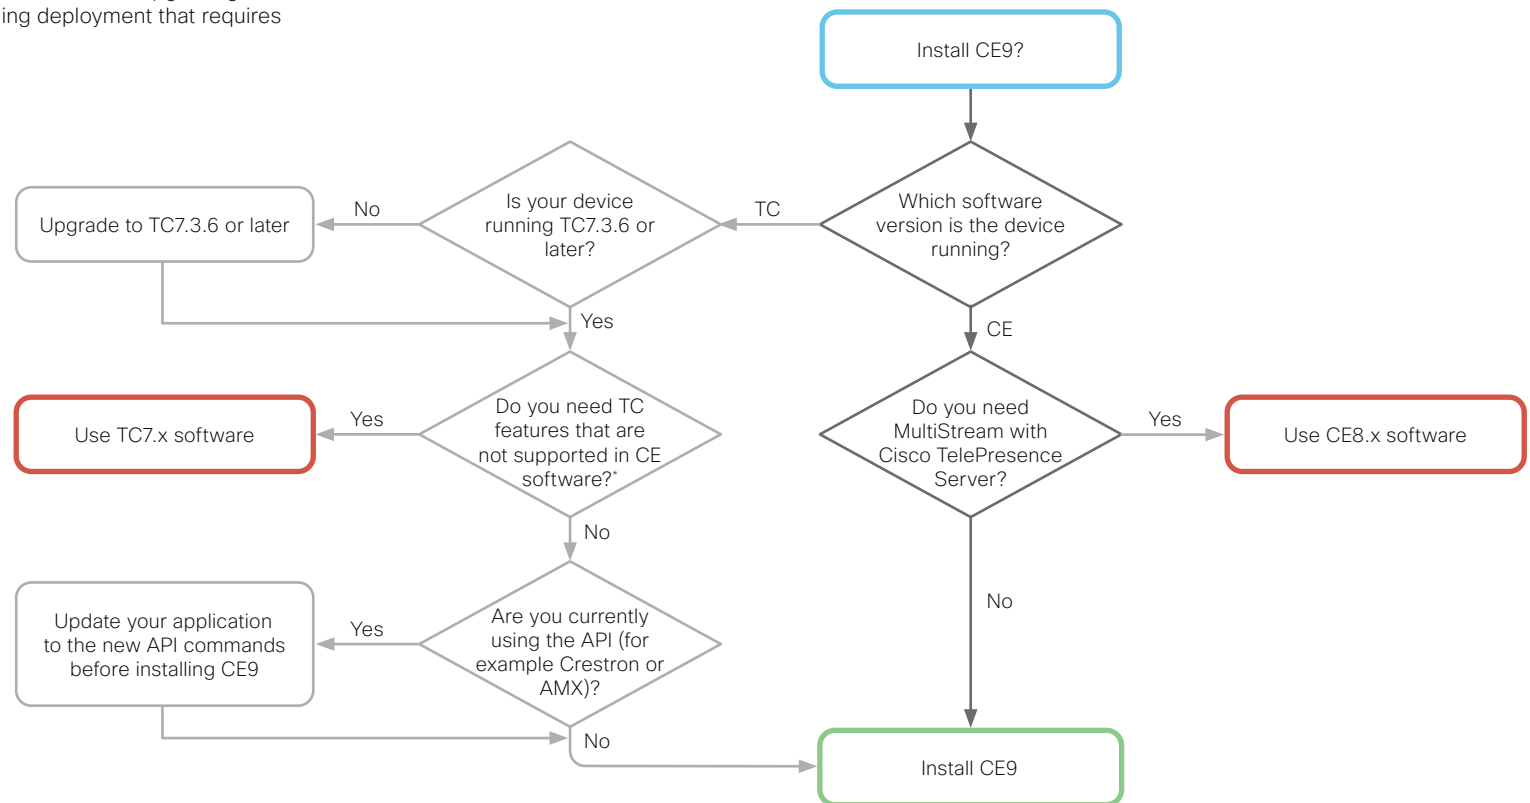 ing deployment that requires
Install CE9?
Which software
version is the device
running?
TC
Is your device
running TC7.3.6 or
later?
No
Upgrade to TC7.3.6 or later
Yes
CE
Do you need TC
features that are
not supported in CE
software?*
Yes
Use TC7.x software
Do you need
MultiStream with
Cisco TelePresence
Server?
Yes
Use CE8.x software
No
Are you currently
using the API (for
example Crestron or
AMX)?
Yes
Update your application
to the new API commands
before installing CE9
No
No
Install CE9